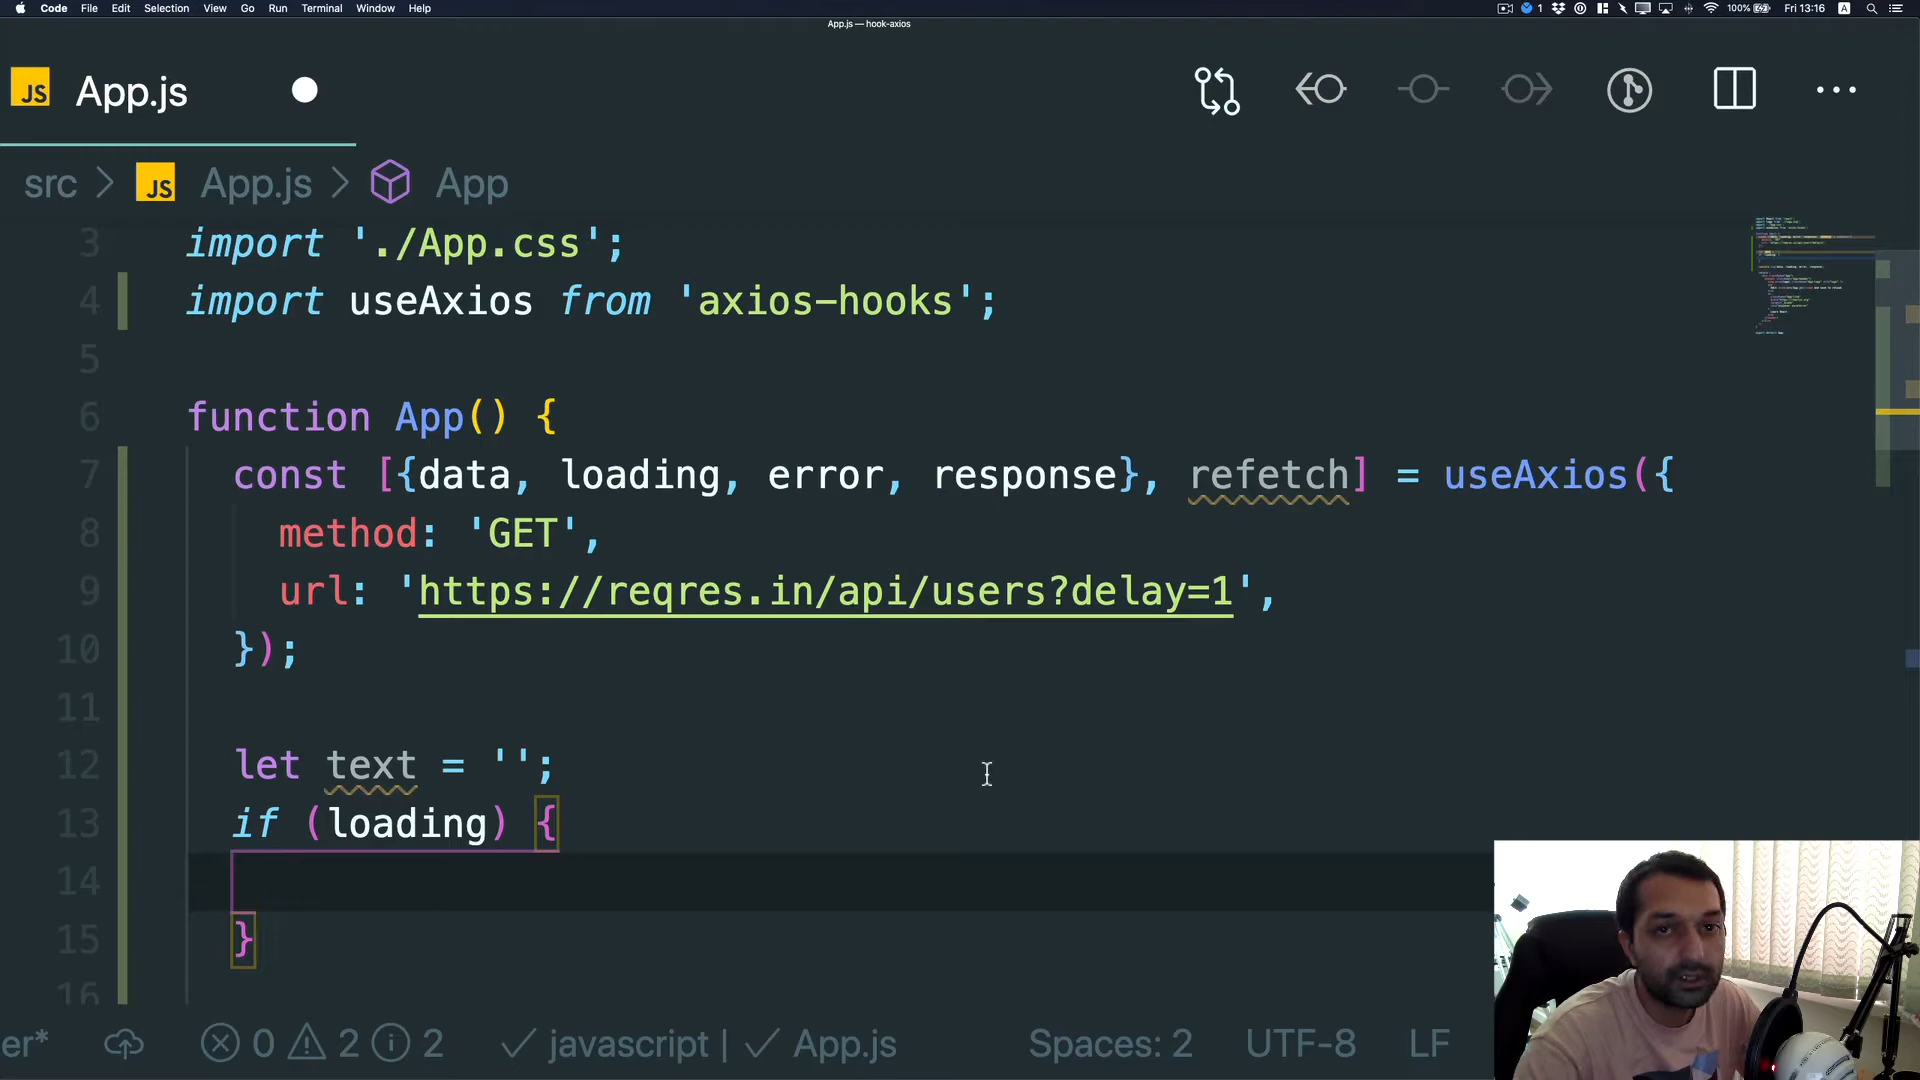 Code File Edit Selection View Go Run Terminal Window Help
1 100% Fri 13:16 A
App.js — hook-axios
JS App.js
src > JS App.js > App
3 import './App.css';
4 import useAxios from 'axios-hooks';
5
6 function App() {
7 const [{data, loading, error, response}, refetch] = useAxios({
8 method: 'GET',
9 url: 'https://reqres.in/api/users?delay=1',
10 });
11
12 let text = '';
13 if (loading) {
14
15 }
16
er* 0 2 2 javascript | App.js Spaces: 2 UTF-8 LF